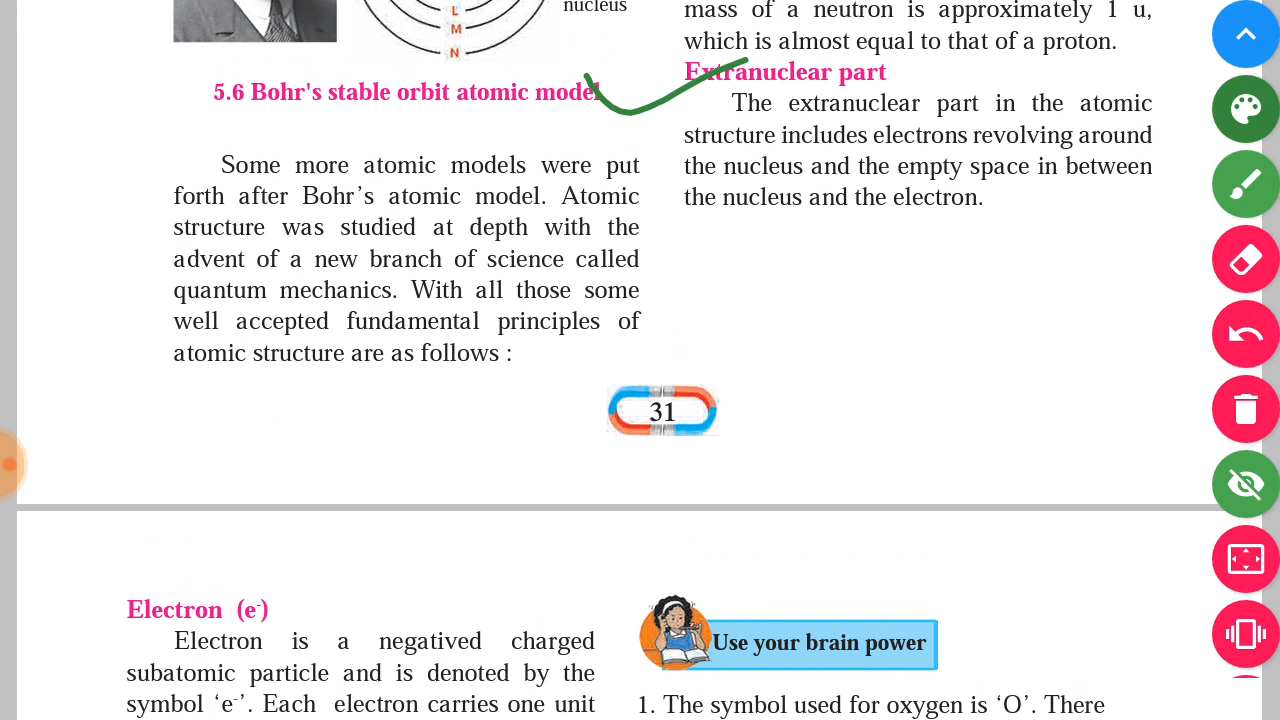 nucleus
L
M
N
5.6 Bohr's stable orbit atomic model
Some more atomic models were put
forth after Bohr's atomic model. Atomic
structure was studied at depth with the
advent of a new branch of science called
quantum mechanics. With all those some
well accepted fundamental principles of
atomic structure are as follows :
mass of a neutron is approximately 1 u,
which is almost equal to that of a proton.
Extranuclear part
The extranuclear part in the atomic
structure includes electrons revolving around
the nucleus and the empty space in between
the nucleus and the electron.
31
Electron (e-)
Electron is a negatived charged
subatomic particle and is denoted by the
symbol ‘e-’. Each electron carries one unit
Use your brain power
1. The symbol used for oxygen is ‘O’. There